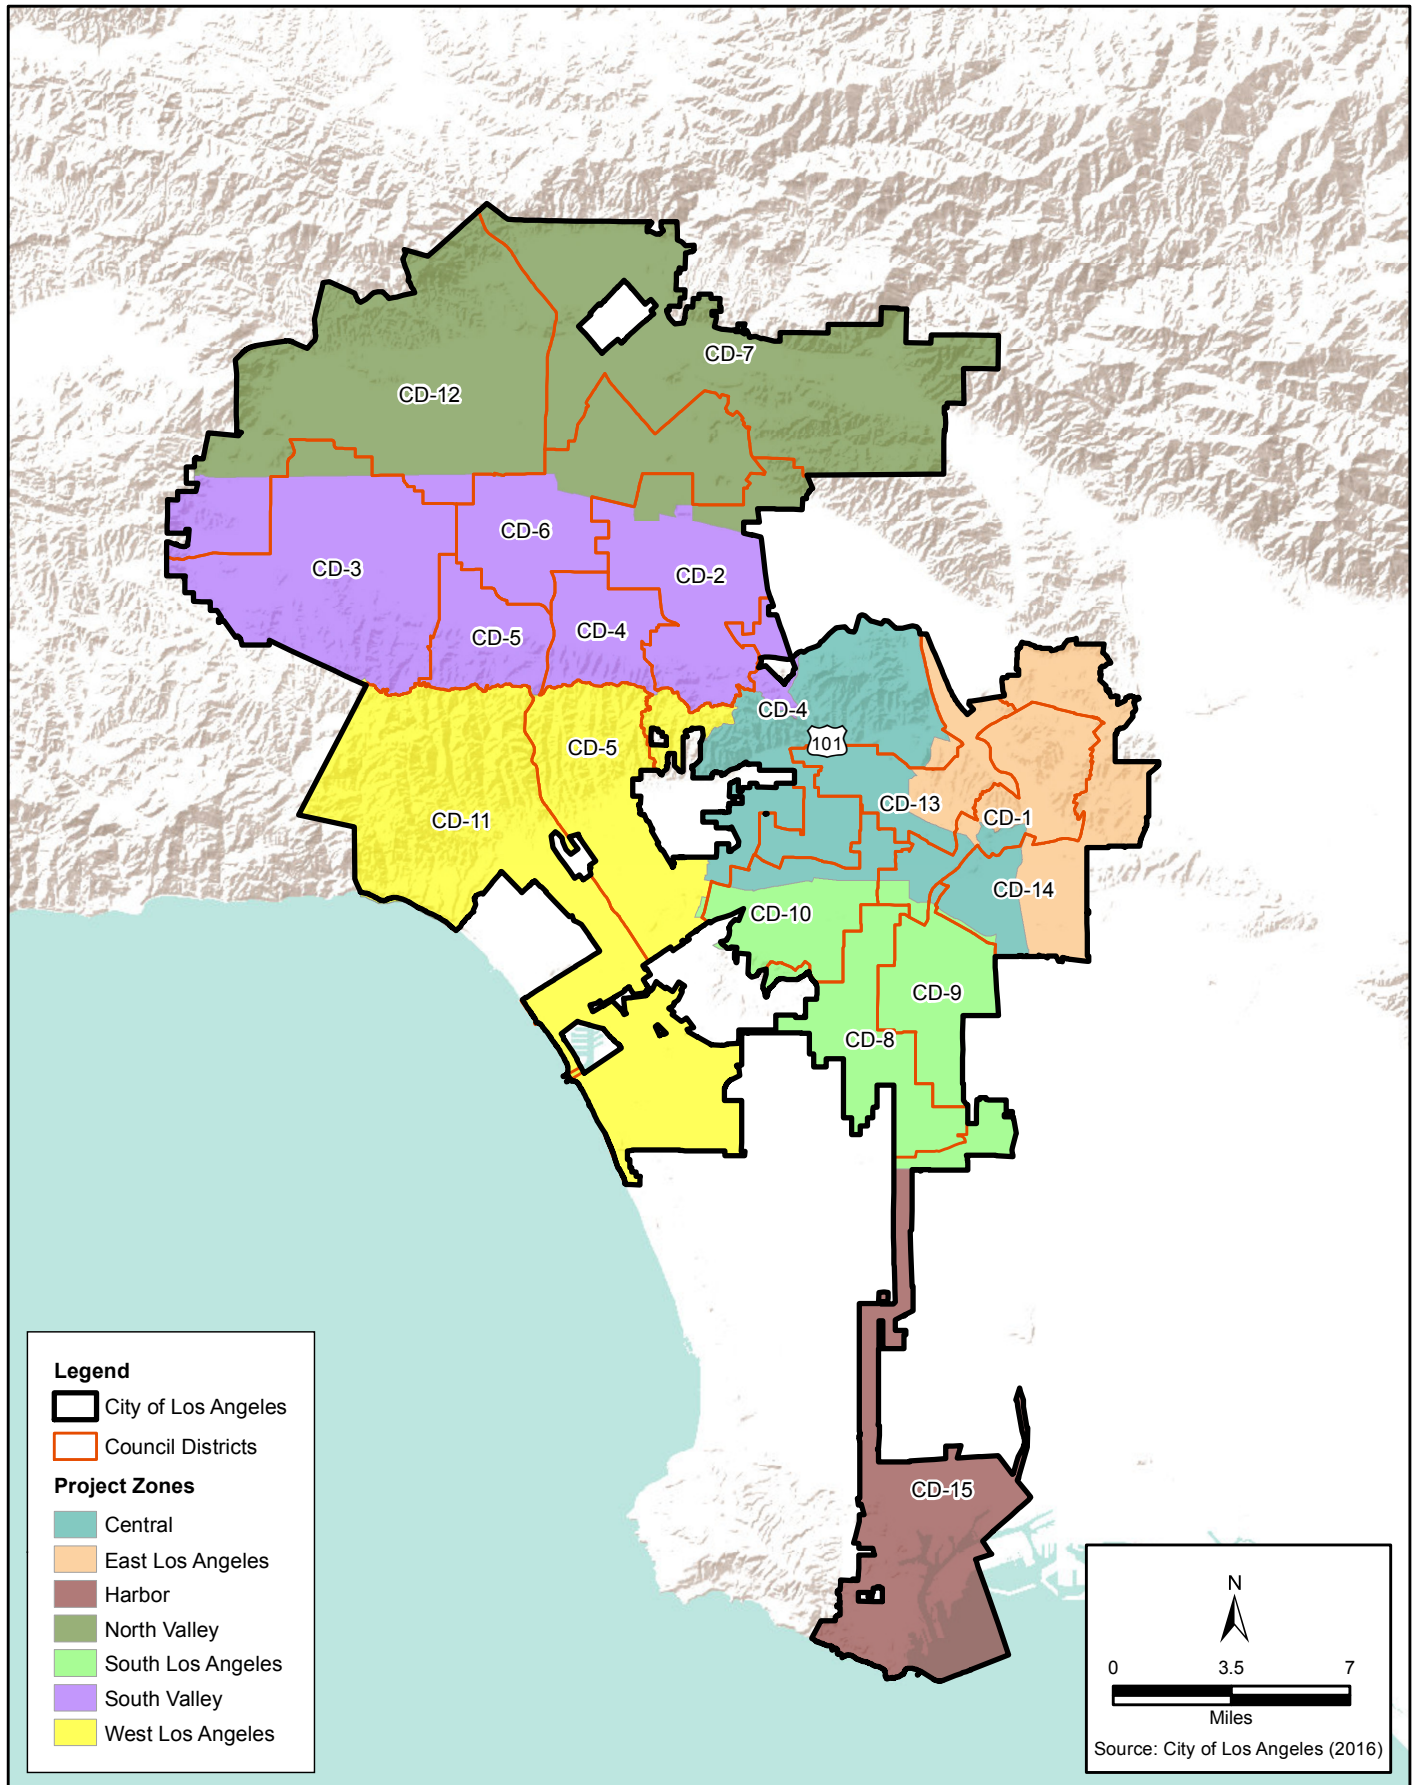 CD-7
CD-12
CD-6
CD-3
CD-2
CD-5
CD-4
CD-4
101
CD-5
CD-13
CD-11
CD-1
CD-14
CD-10
CD-9
CD-8
CD-15
Legend
City of Los Angeles
Council Districts
Project Zones
Central
East Los Angeles
Harbor
North Valley
South Los Angeles
South Valley
West Los Angeles
N
0 3.5 7
Miles
Source: City of Los Angeles (2016)